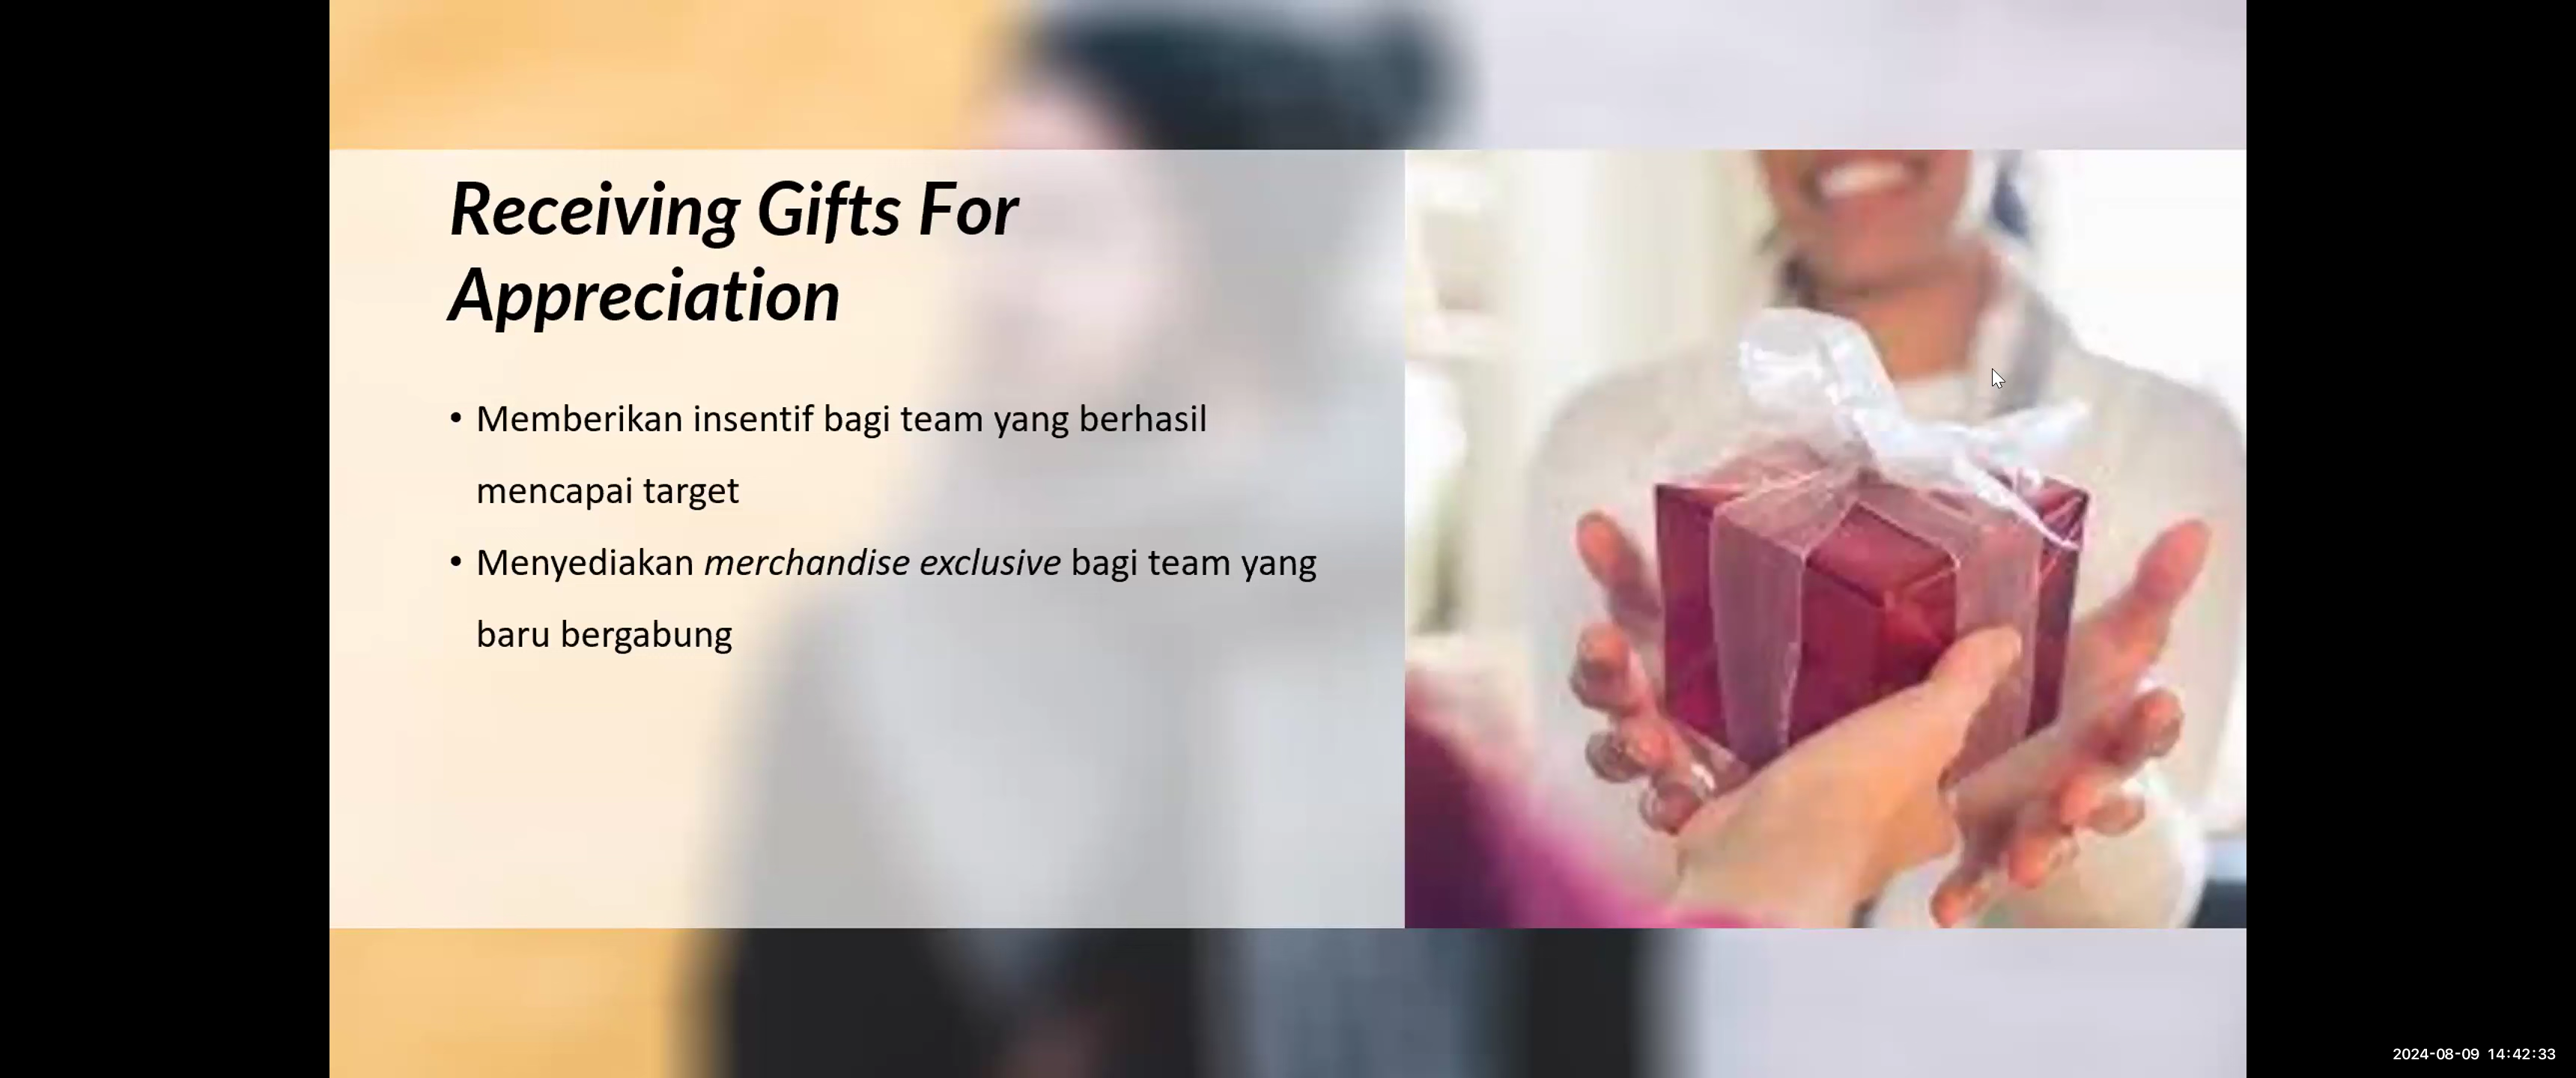 Receiving Gifts For
Appreciation
• Memberikan insentif bagi team yang berhasil
mencapai target
• Menyediakan merchandise exclusive bagi team yang
baru bergabung
2024-08-09 14:42:33